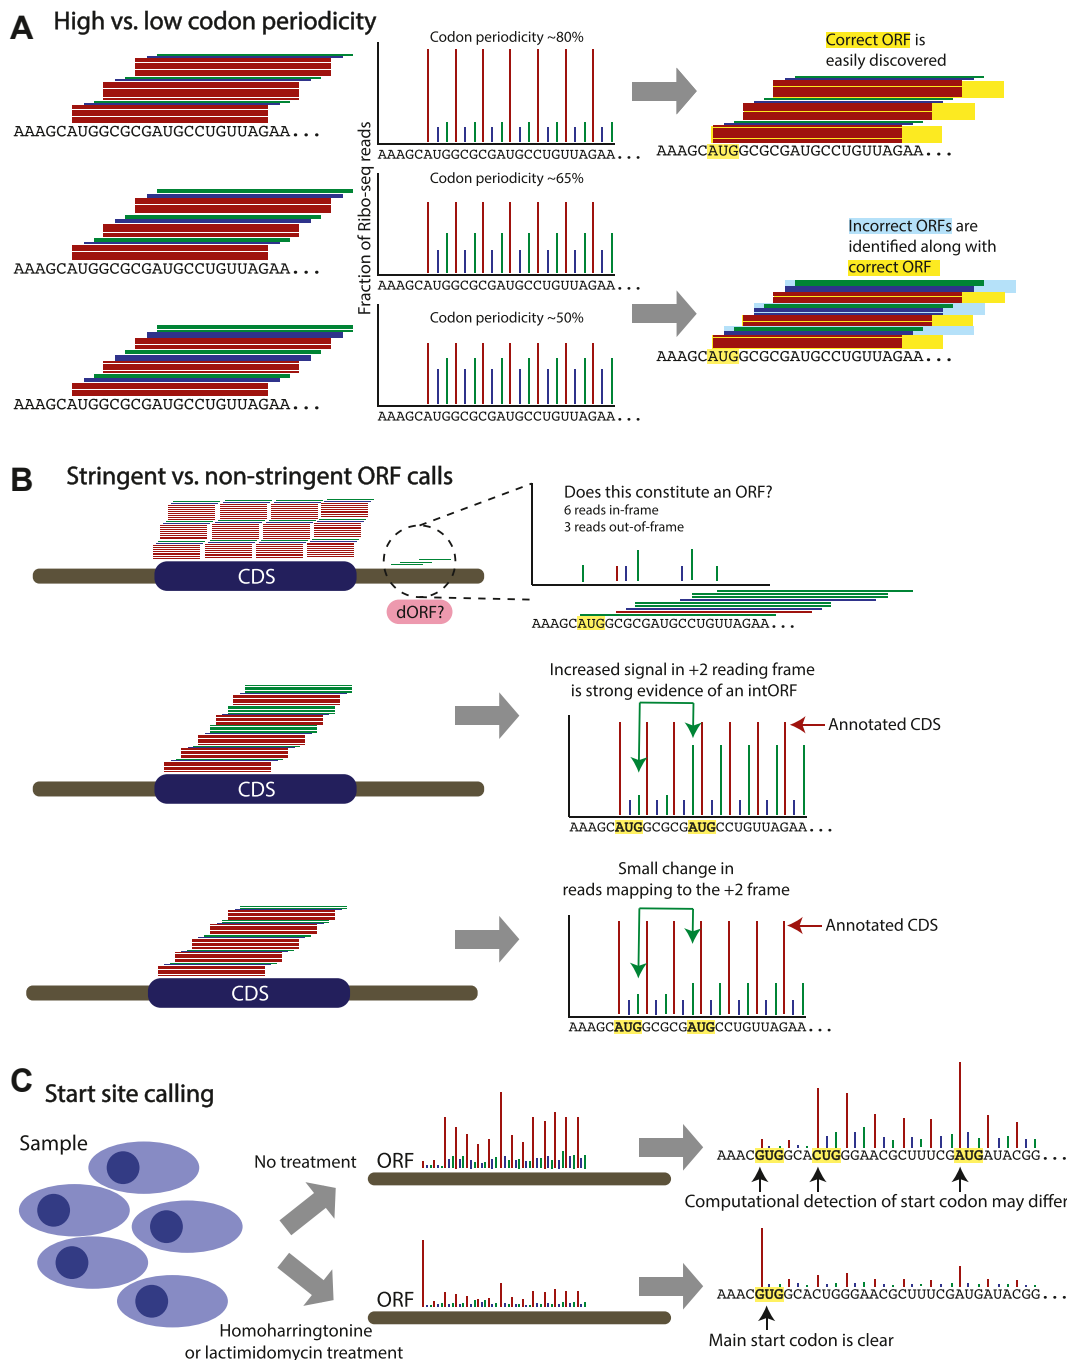 A
High vs. low codon periodicity
Codon periodicity ~80%
Correct ORF is
easily discovered
AAAGCAUGGCGCGAUGCCUGUUAGAA...
AAAGCAUGGCGCGAUGCCUGUUAGAA...
AAAGCAUGGCGCGAUGCCUGUUAGAA...
Fraction of Ribo-seq reads
Codon periodicity ~65%
AAAGCAUGGCGCGAUGCCUGUUAGAA...
AAAGCAUGGCGCGAUGCCUGUUAGAA...
Incorrect ORFs are
identified along with
correct ORF
Codon periodicity ~50%
AAAGCAUGGCGCGAUGCCUGUUAGAA...
AAAGCAUGGCGCGAUGCCUGUUAGAA...
AAAGCAUGGCGCGAUGCCUGUUAGAA...
B
Stringent vs. non-stringent ORF calls
CDS
dORF?
Does this constitute an ORF?
6 reads in-frame
3 reads out-of-frame
AAAGCAUGGCGCGAUGCCUGUUAGAA...
CDS
Increased signal in +2 reading frame
is strong evidence of an intORF
Annotated CDS
AAAGCAUGGCGCGAUGCCUGUUAGAA...
CDS
Small change in
reads mapping to the +2 frame
Annotated CDS
AAAGCAUGGCGCGAUGCCUGUUAGAA...
C
Start site calling
Sample
No treatment
ORF
AAACGUGGCACUGGGAACGCUUUCGAUGAUACGG...
Computational detection of start codon may differ
Homoharringtonine
or lactimidomycin treatment
ORF
AAACGUGGCACUGGGAACGCUUUCGAUGAUACGG...
Main start codon is clear